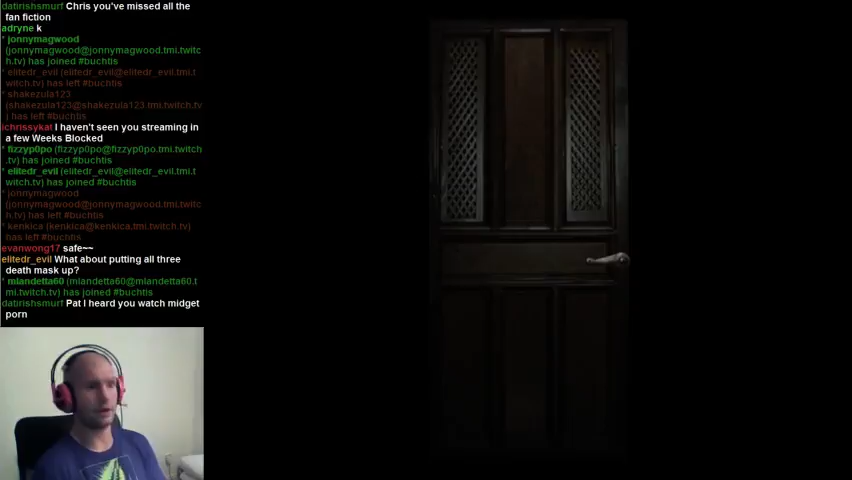 datirishsmurf Chris you've missed all the
fan fiction
adryne k
* jonnymagwood
(jonnymagwood@jonnymagwood.tmi.twitc
h.tv) has joined #buchtis
* elitedr_evil (elitedr_evil@elitedr_evil.tmi.t
witch.tv) has left #buchtis
* shakezula123
(shakezula123@shakezula123.tmi.twitch.tv
) has left #buchtis
ichrissykal I haven't seen you streaming in
a few Weeks Blocked
* fizzyp0po (fizzyp0po@fizzyp0po.tmi.twitch
.tv) has joined #buchtis
* elitedr_evil (elitedr_evil@elitedr_evil.tmi.t
witch.tv) has joined #buchtis
* jonnymagwood
(jonnymagwood@jonnymagwood.tmi.twitc
h.tv) has left #buchtis
* kenkica (kenkica@kenkica.tmi.twitch.tv)
has left #buchtis
evanwong17 safe~~
elitedr_evil What about putting all three
death mask up?
* mlandetta60 (mlandetta60@mlandetta60.t
mi.twitch.tv) has joined #buchtis
datirishsmurf Pat I heard you watch midget
porn